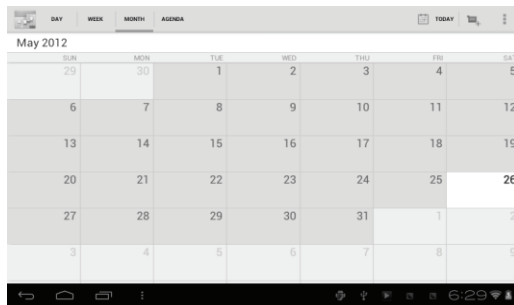 DAY WEEK MONTH AGENDA TODAY
May 2012
SUN MON TUE WED THU FRI SAT
29 30 1 2 3 4 5
6 7 8 9 10 11 12
13 14 15 16 17 18 19
20 21 22 23 24 25 26
27 28 29 30 31 1 2
3 4 5 6 7 8 9
6:29